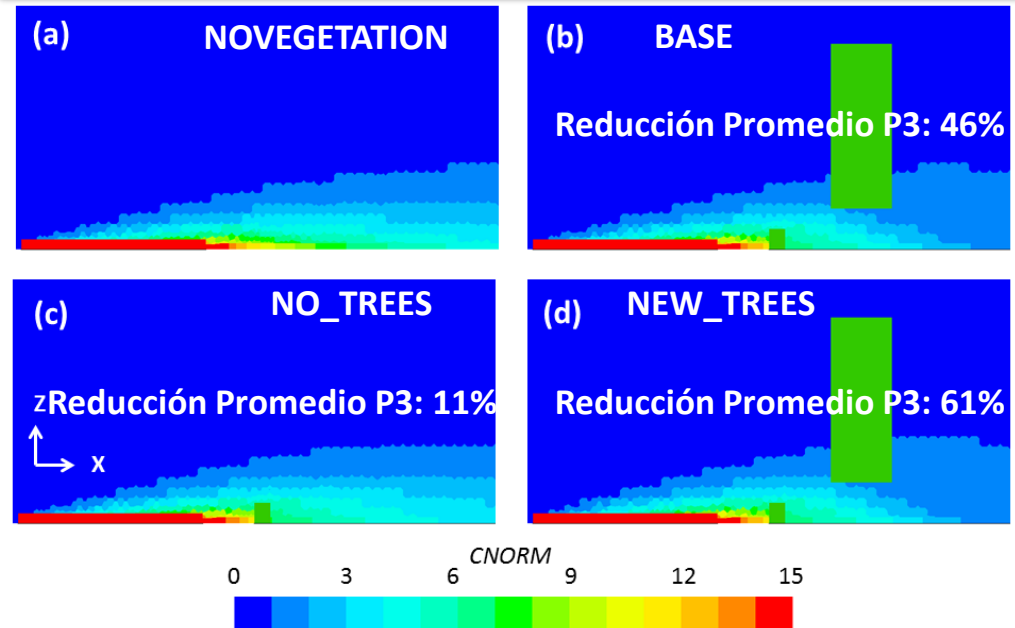 (a) NOVEGETATION
(b) BASE
Reducción Promedio P3: 46%
(c) NO_TREES
Reducción Promedio P3: 11%
Z
X
(d) NEW_TREES
Reducción Promedio P3: 61%
CNORM
0 3 6 9 12 15